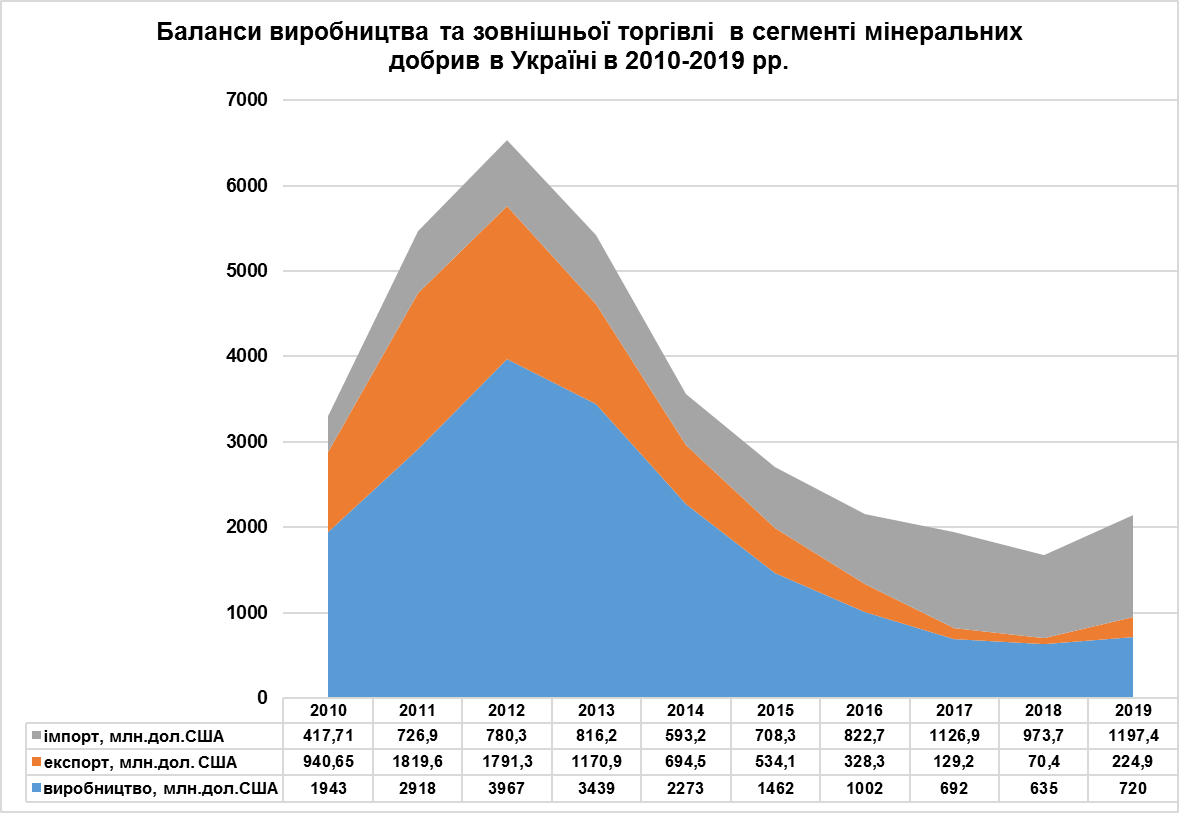 Баланси виробництва та зовнішньої торгівлі в сегменті мінеральних
добрив в Україні в 2010-2019 рр.
7000
6000
5000
4000
3000
2000
1000
0
2010 2011 2012 2013 2014 2015 2016 2017 2018 2019
імпорт, млн.дол.США 417,71 726,9 780,3 816,2 593,2 708,3 822,7 1126,9 973,7 1197,4
експорт, млн.дол. США 940,65 1819,6 1791,3 1170,9 694,5 534,1 328,3 129,2 70,4 224,9
виробництво, млн.дол.США 1943 2918 3967 3439 2273 1462 1002 692 635 720